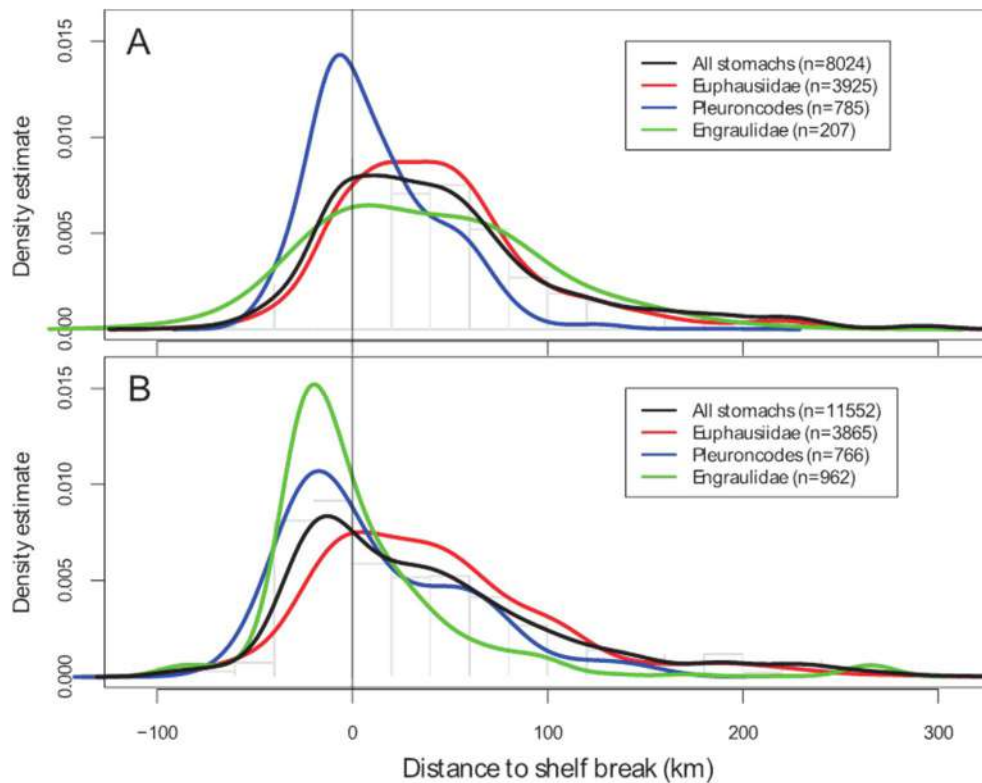 A
All stomachs (n=8024)
Euphausiidae (n=3925)
Pleuroncodes (n=785)
Engraulidae (n=207)
Density estimate
0.015
0.010
0.005
0.000
B
All stomachs (n=11552)
Euphausiidae (n=3865)
Pleuroncodes (n=766)
Engraulidae (n=962)
Density estimate
0.015
0.010
0.005
0.000
−100 0 100 200 300
Distance to shelf break (km)